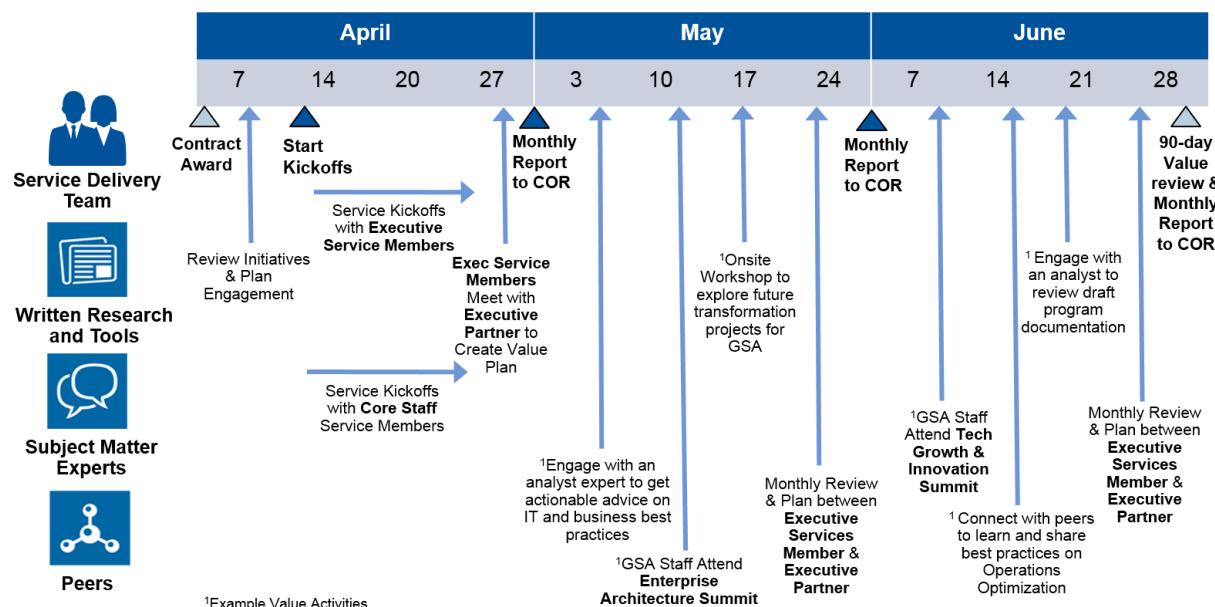 April
May
June
7
14
20
27
3
10
17
24
7
14
21
28
Contract
Award
Start
Kickoffs
Monthly
Report
to COR
Monthly
Report
to COR
90-day
Value
review &
Monthly
Report
to COR
Service Delivery
Team
Written Research
and Tools
Subject Matter
Experts
Peers
Review Initiatives
& Plan
Engagement
Service Kickoffs
with Executive
Service Members
Service Kickoffs
with Core Staff
Service Members
Exec Service
Members
Meet with
Executive
Partner to
Create Value
Plan
¹Engage with an
analyst expert to get
actionable advice on
IT and business best
practices
¹GSA Staff Attend
Enterprise
Architecture Summit
¹Onsite
Workshop to
explore future
transformation
projects for
GSA
Monthly Review
& Plan between
Executive
Services
Member &
Executive
Partner
¹GSA Staff
Attend Tech
Growth &
Innovation
Summit
¹ Connect with peers
to learn and share
best practices on
Operations
Optimization
¹ Engage with
an analyst to
review draft
program
documentation
Monthly Review
& Plan between
Executive
Services
Member &
Executive
Partner
¹Example Value Activities